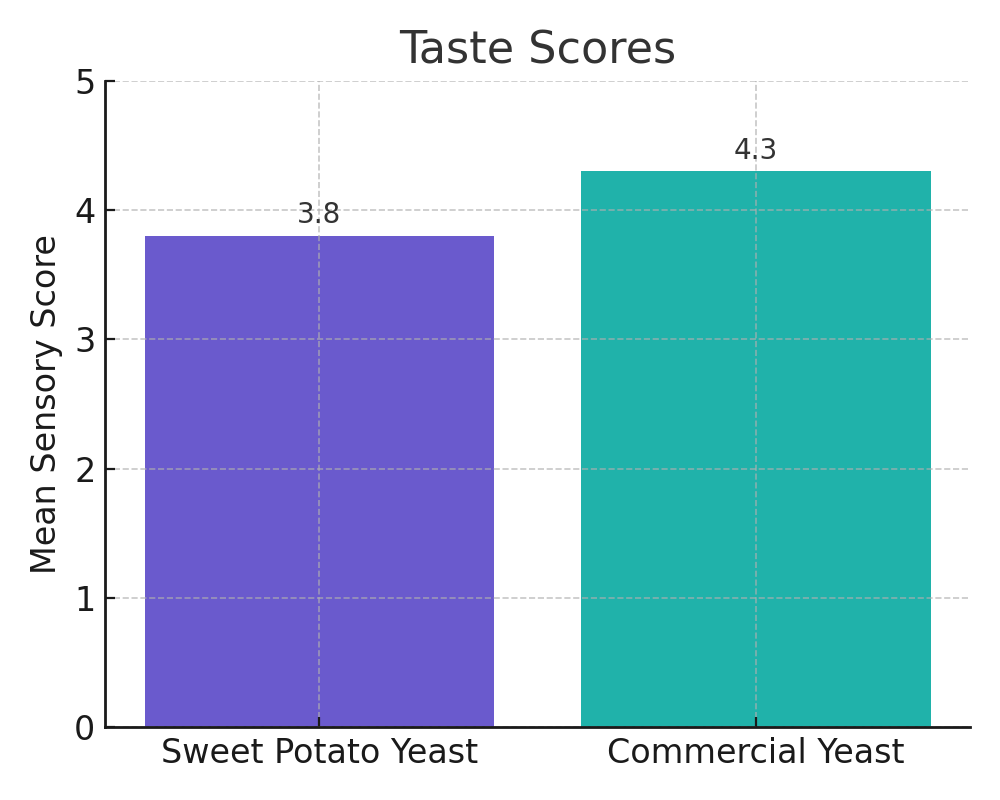 Taste Scores
Mean Sensory Score
5
4
3
2
1
0
3.8
4.3
Sweet Potato Yeast
Commercial Yeast